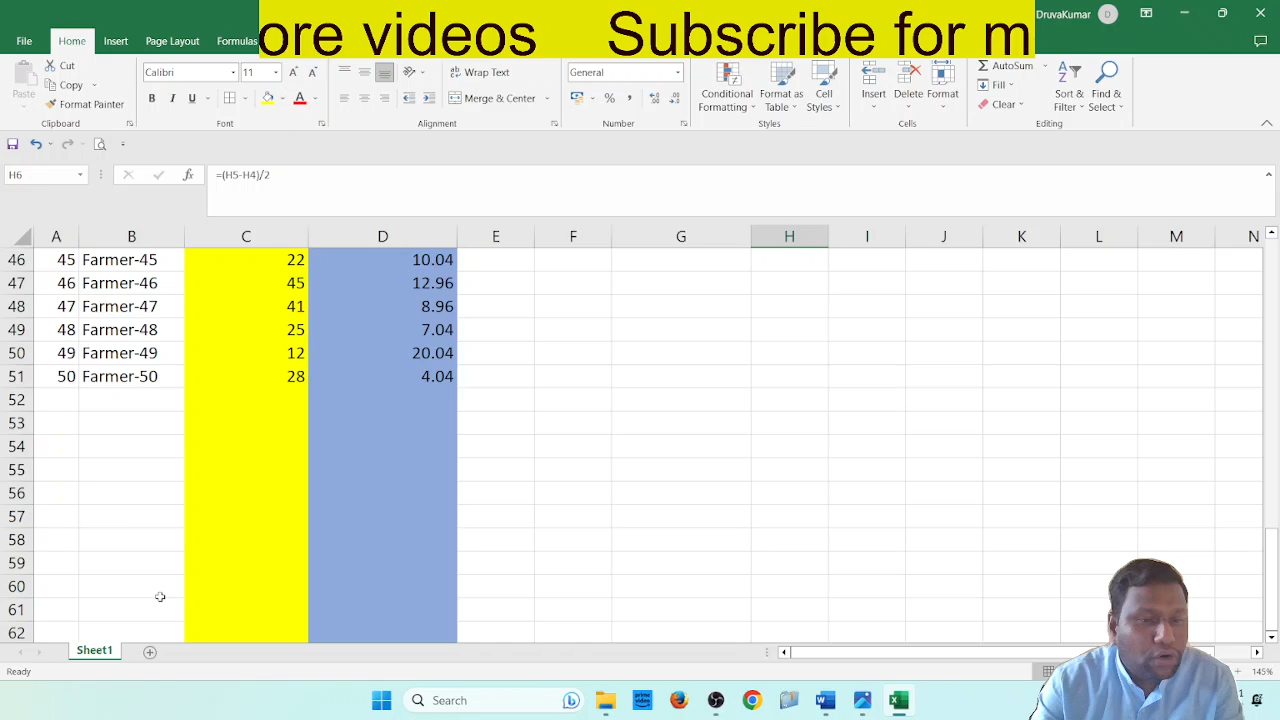 ore videos Subscribe for m
DruvaKumar D
File Home Insert Page Layout Formulas
Paste Cut Copy Format Painter
Clipboard
Calibri 11 A A
B I U A
Font
ab Wrap Text
Merge & Center
Alignment
General
% , .0 .00
Number
Conditional Formatting Format as Table Cell Styles
Styles
Insert Delete Format
Cells
AutoSum Fill Clear
Sort & Filter Find & Select
Editing
H6 fx =(H5-H4)/2
A B C D E F G H I J K L M N
46 45 Farmer-45 22 10.04
47 46 Farmer-46 45 12.96
48 47 Farmer-47 41 8.96
49 48 Farmer-48 25 7.04
50 49 Farmer-49 12 20.04
51 50 Farmer-50 28 4.04
52
53
54
55
56
57
58
59
60
61
62
Sheet1
Ready 145%
Search